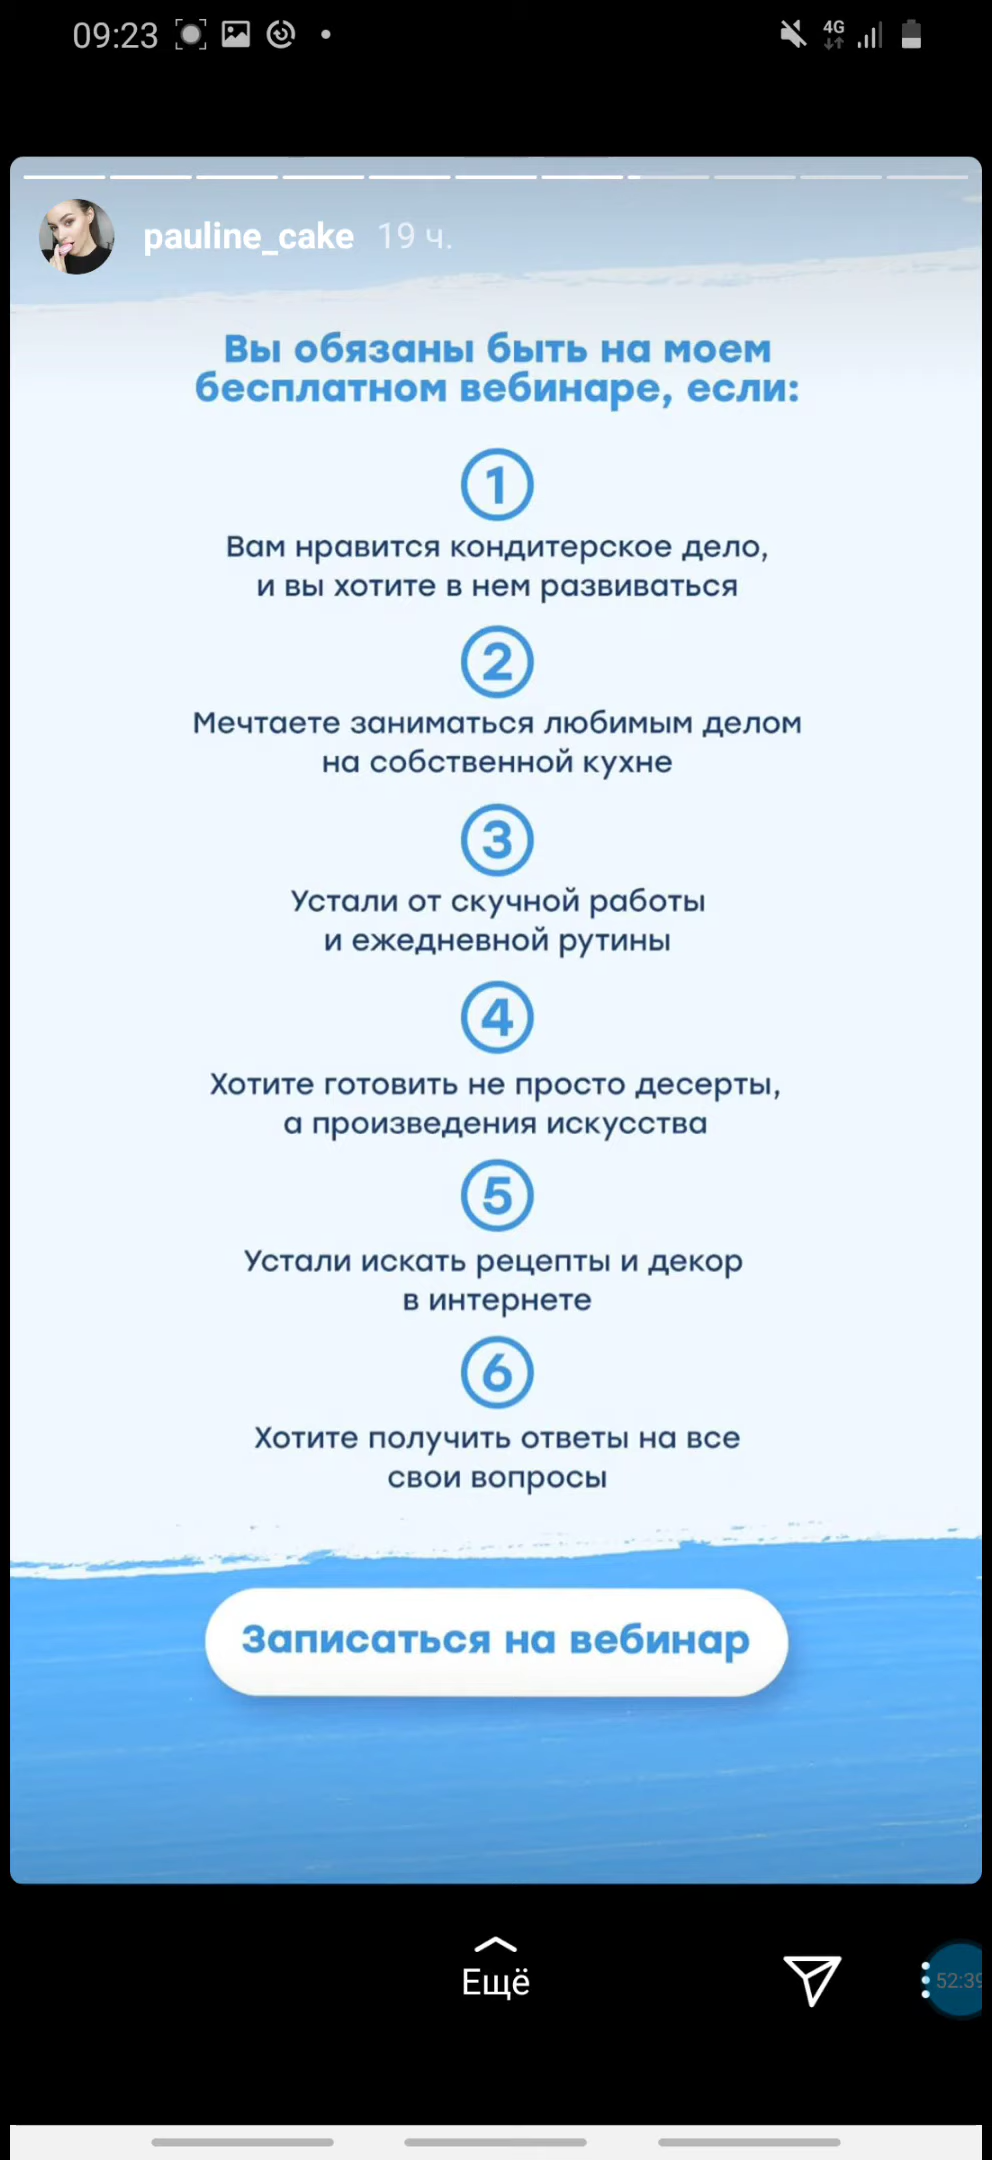 09:23
4G
pauline_cake 19 ч.
Вы обязаны быть на моем
бесплатном вебинаре, если:
1
Вам нравится кондитерское дело,
и вы хотите в нем развиваться
2
Мечтаете заниматься любимым делом
на собственной кухне
3
Устали от скучной работы
и ежедневной рутины
4
Хотите готовить не просто десерты,
а произведения искусства
5
Устали искать рецепты и декор
в интернете
6
Хотите получить ответы на все
свои вопросы
Записаться на вебинар
Ещё
52:39